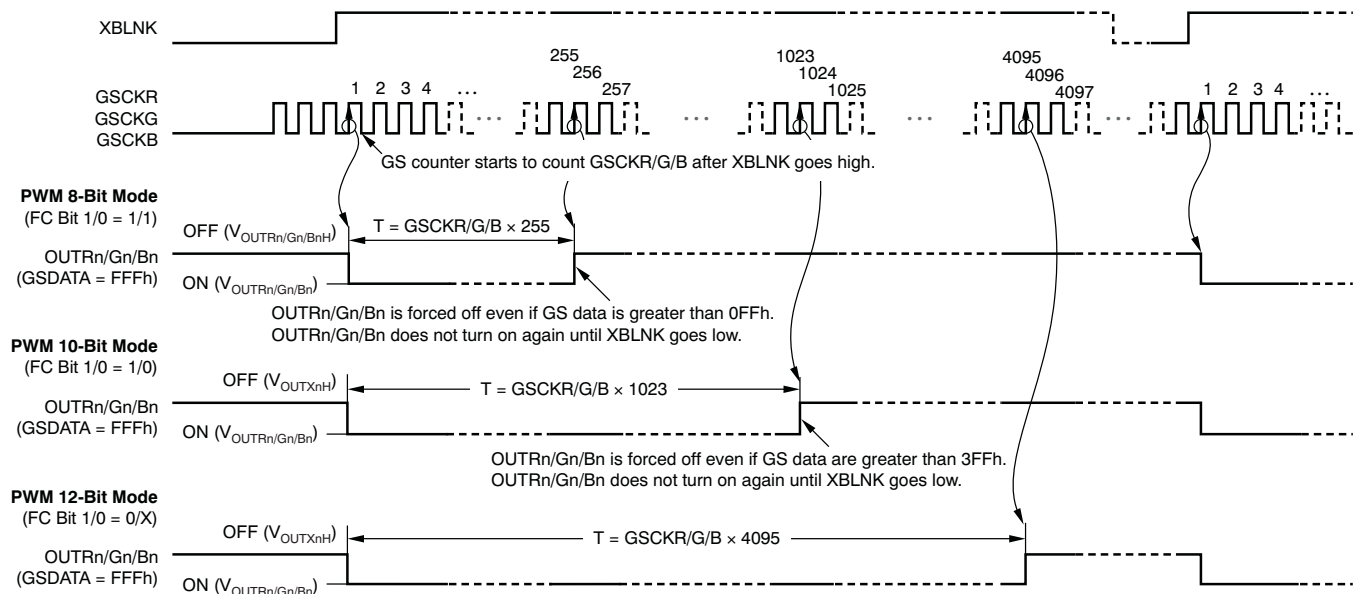 XBLNK
255
256
257
1023
1024
1025
4095
4096
4097
GSCKR
GSCKG
GSCKB
1 2 3 4 ...
1 2 3 4 ...
GS counter starts to count GSCKR/G/B after XBLNK goes high.
PWM 8-Bit Mode
(FC Bit 1/0 = 1/1)
OFF (VOUTRn/Gn/BnH)
T = GSCKR/G/B × 255
OUTRn/Gn/Bn
(GSDATA = FFFh)
ON (VOUTRn/Gn/Bn)
OUTRn/Gn/Bn is forced off even if GS data is greater than 0FFh.
OUTRn/Gn/Bn does not turn on again until XBLNK goes low.
PWM 10-Bit Mode
(FC Bit 1/0 = 1/0)
OFF (VOUTXnH)
T = GSCKR/G/B × 1023
OUTRn/Gn/Bn
(GSDATA = FFFh)
ON (VOUTRn/Gn/Bn)
OUTRn/Gn/Bn is forced off even if GS data are greater than 3FFh.
OUTRn/Gn/Bn does not turn on again until XBLNK goes low.
PWM 12-Bit Mode
(FC Bit 1/0 = 0/X)
OFF (VOUTXnH)
T = GSCKR/G/B × 4095
OUTRn/Gn/Bn
(GSDATA = FFFh)
ON (VOUTRn/Gn/Bn)